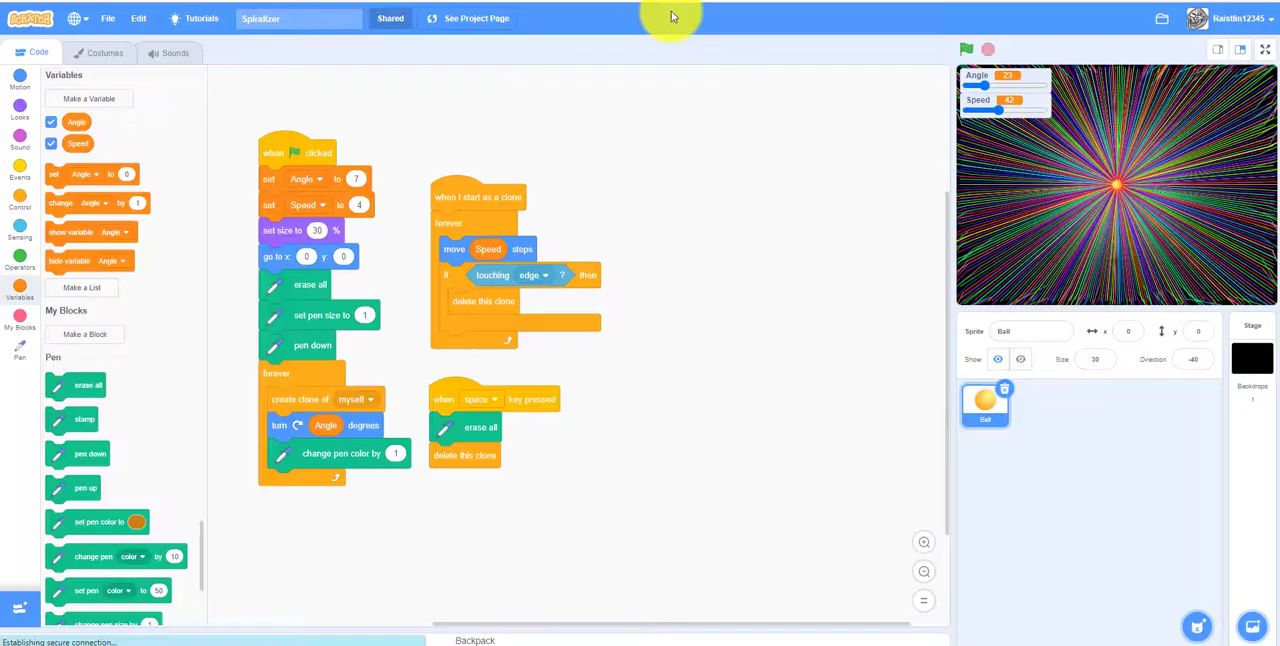 SCRATCH
File
Edit
Tutorials
Spiralizer
Shared
See Project Page
Raistlin12345
Code
Costumes
Sounds
Motion
Looks
Sound
Events
Control
Sensing
Operators
Variables
My Blocks
Pen
Variables
Make a Variable
Angle
Speed
set Angle to 0
change Angle by 1
show variable Angle
hide variable Angle
Make a List
My Blocks
Make a Block
Pen
erase all
stamp
pen down
pen up
set pen color to
change pen color by 10
set pen color to 50
change pen size by 1
when clicked
set Angle to 7
set Speed to 4
set size to 30 %
go to x: 0 y: 0
erase all
set pen size to 1
pen down
forever
create clone of myself
turn Angle degrees
change pen color by 1
when I start as a clone
forever
move Speed steps
if touching edge ? then
delete this clone
when space key pressed
erase all
delete this clone
Angle 23
Speed 42
Sprite Ball x 0 y 0
Show Size 30 Direction -40
Ball
Stage
Backdrops
1
Backpack
Establishing secure connection...